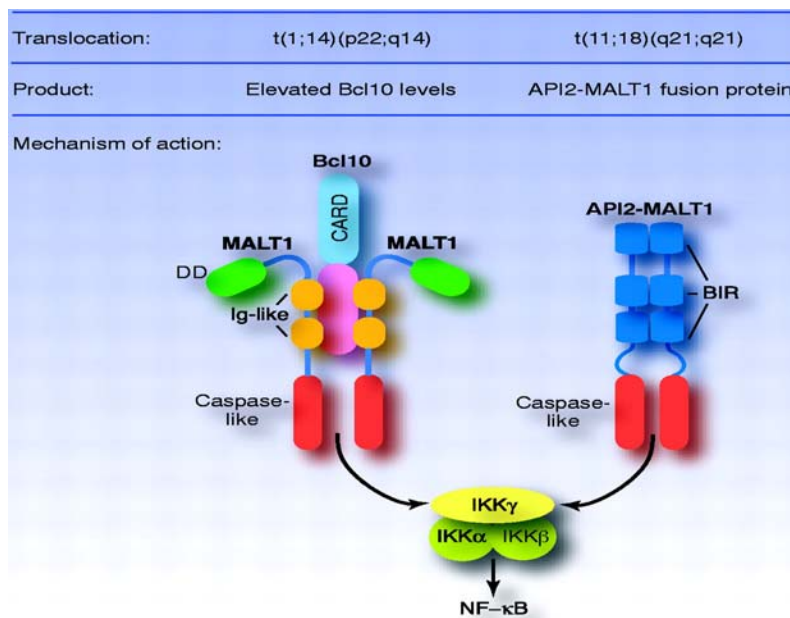 Translocation: t(1;14)(p22;q14) t(11;18)(q21;q21)
Product: Elevated Bcl10 levels API2-MALT1 fusion protein
Mechanism of action:
Bcl10
CARD
MALT1 MALT1
DD
Ig-like
Caspase-
like
API2-MALT1
BIR
Caspase-
like
IKKγ
IKKα IKKβ
NF–κB